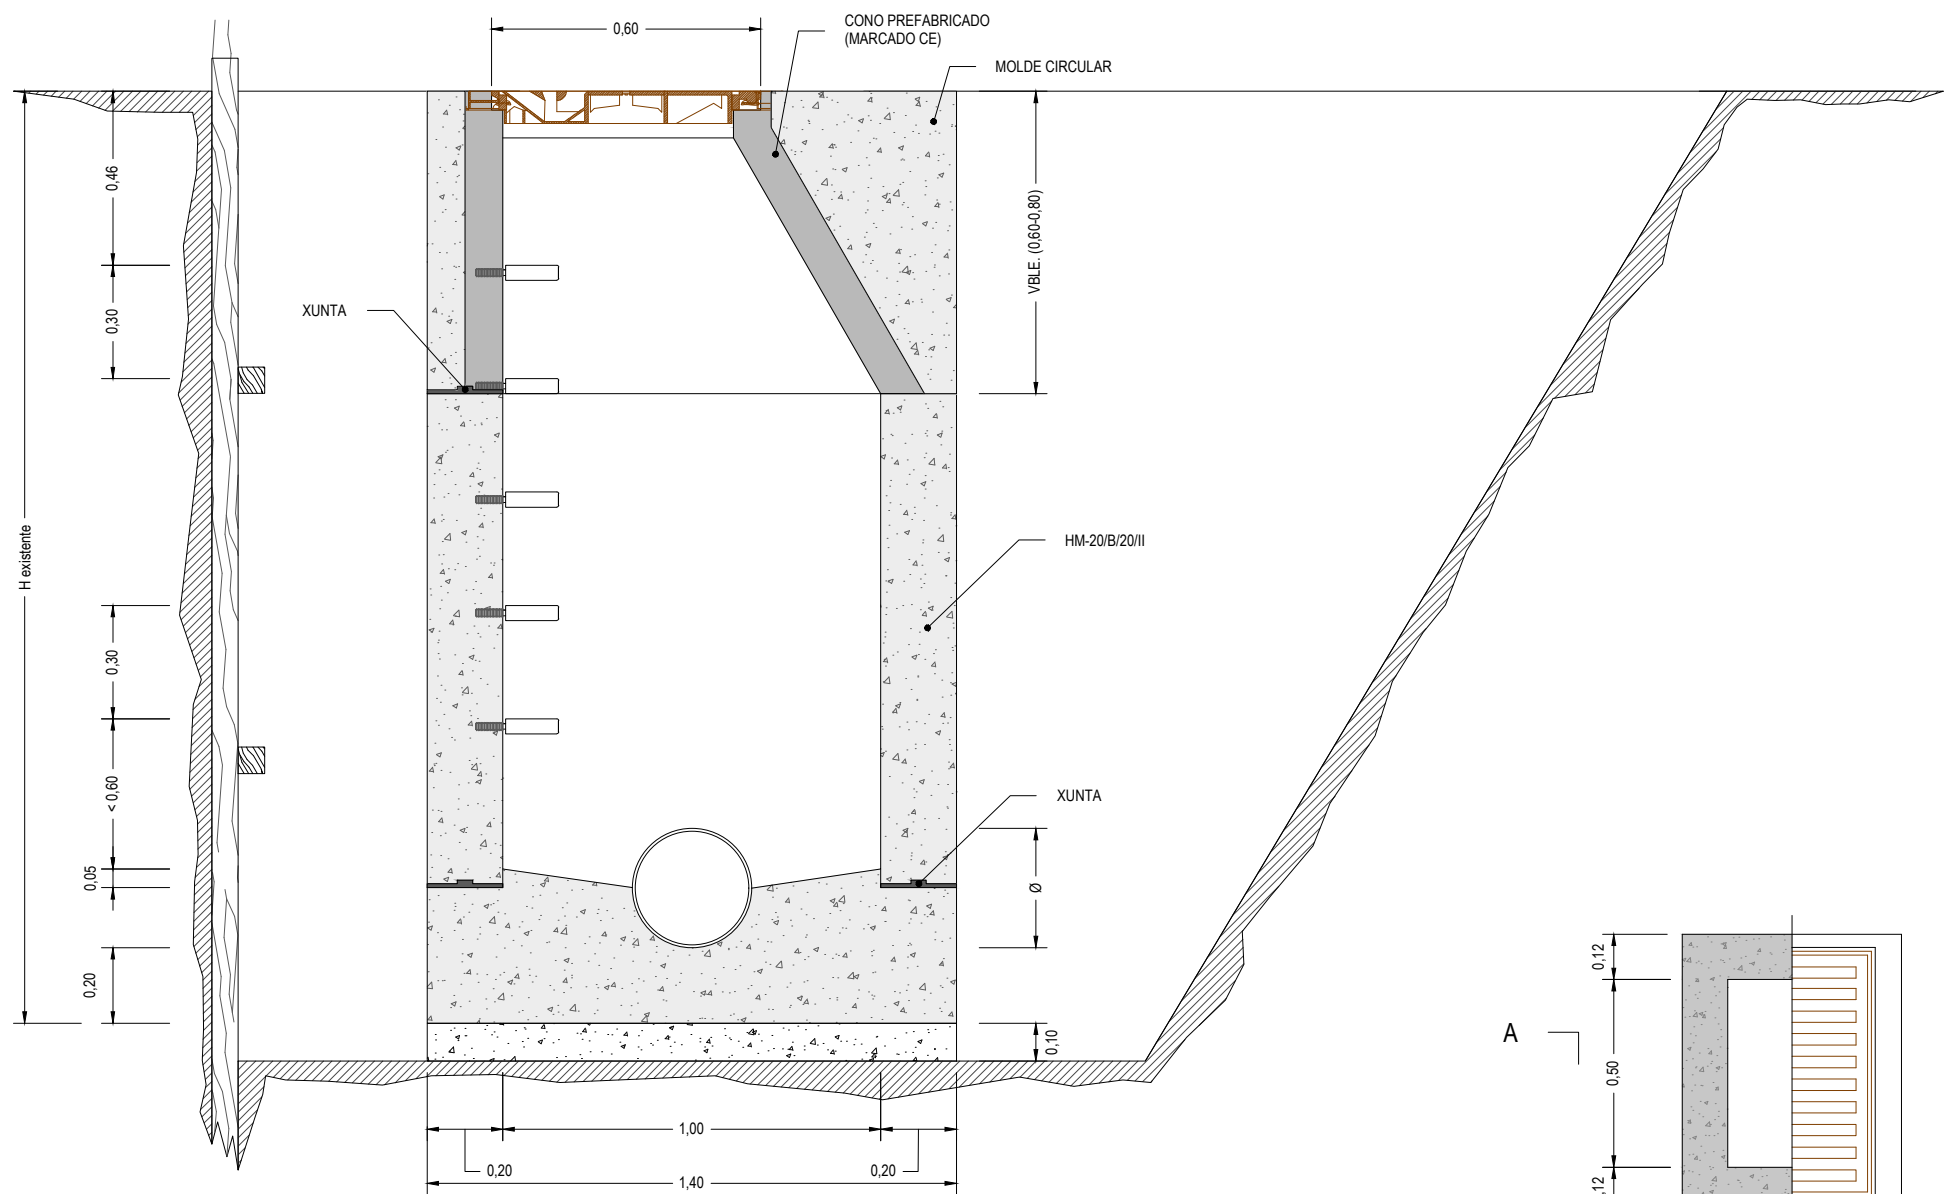 0,60
CONO PREFABRICADO
(MARCADO CE)
MOLDE CIRCULAR
0,46
VBLE. (0,60-0,80)
0,30
XUNTA
H existente
HM-20/B/20/II
0,30
< 0,60
XUNTA
0,05
Ø
0,20
0,10
0,12
A
0,50
1,00
0,20
0,20
1,40